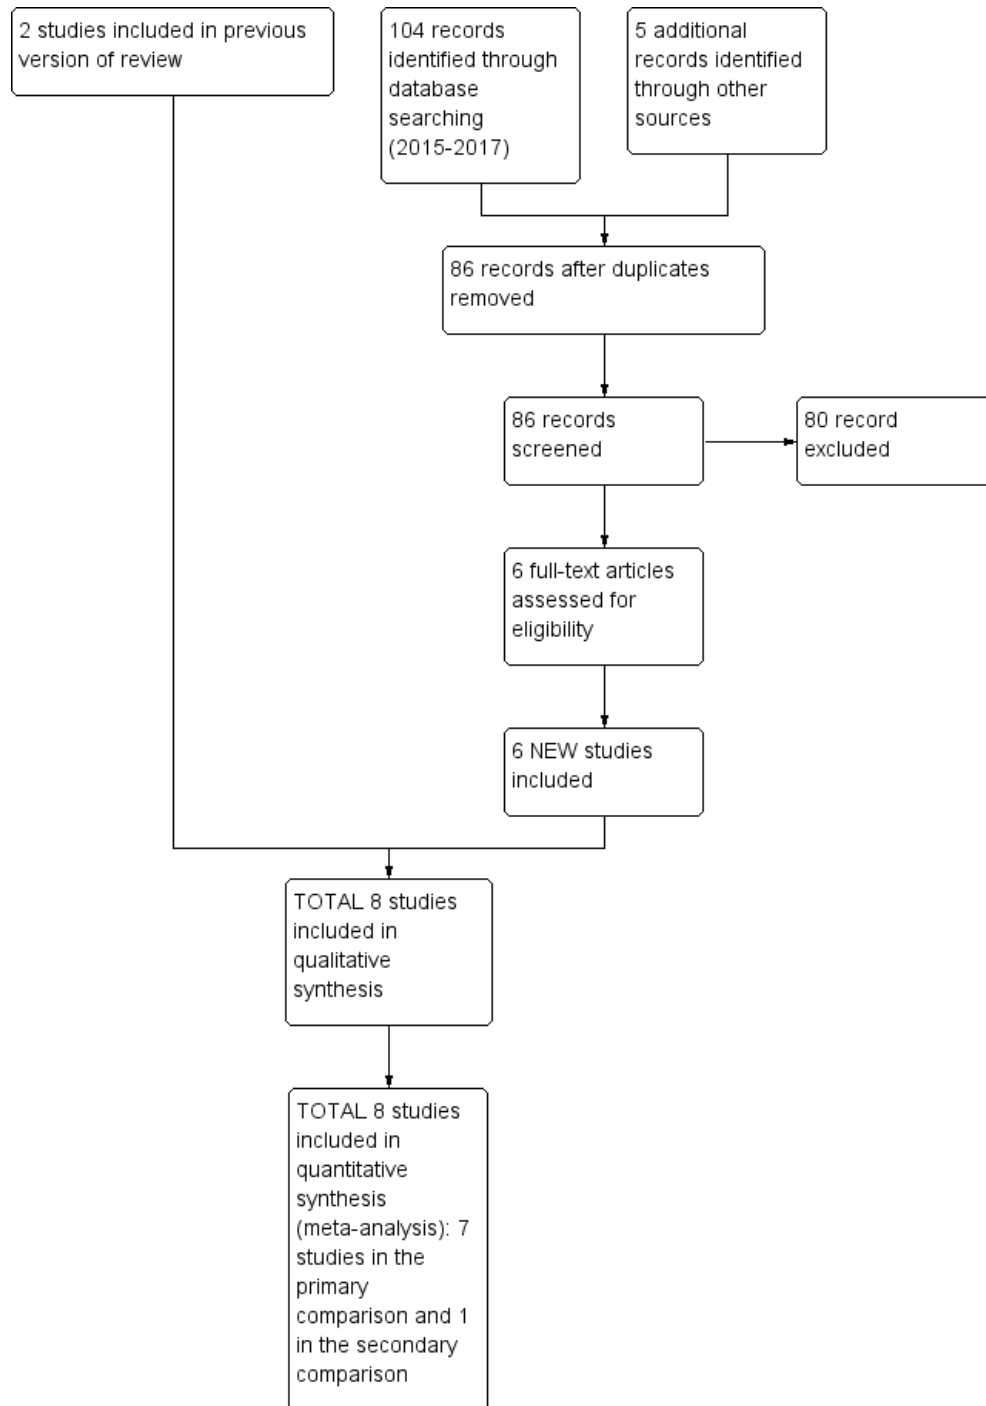 2 studies included in previous
version of review
104 records
identified through
database
searching
(2015-2017)
5 additional
records identified
through other
sources
86 records after duplicates
removed
86 records
screened
80 record
excluded
6 full-text articles
assessed for
eligibility
6 NEW studies
included
TOTAL 8 studies
included in
qualitative
synthesis
TOTAL 8 studies
included in
quantitative
synthesis
(meta-analysis): 7
studies in the
primary
comparison and 1
in the secondary
comparison